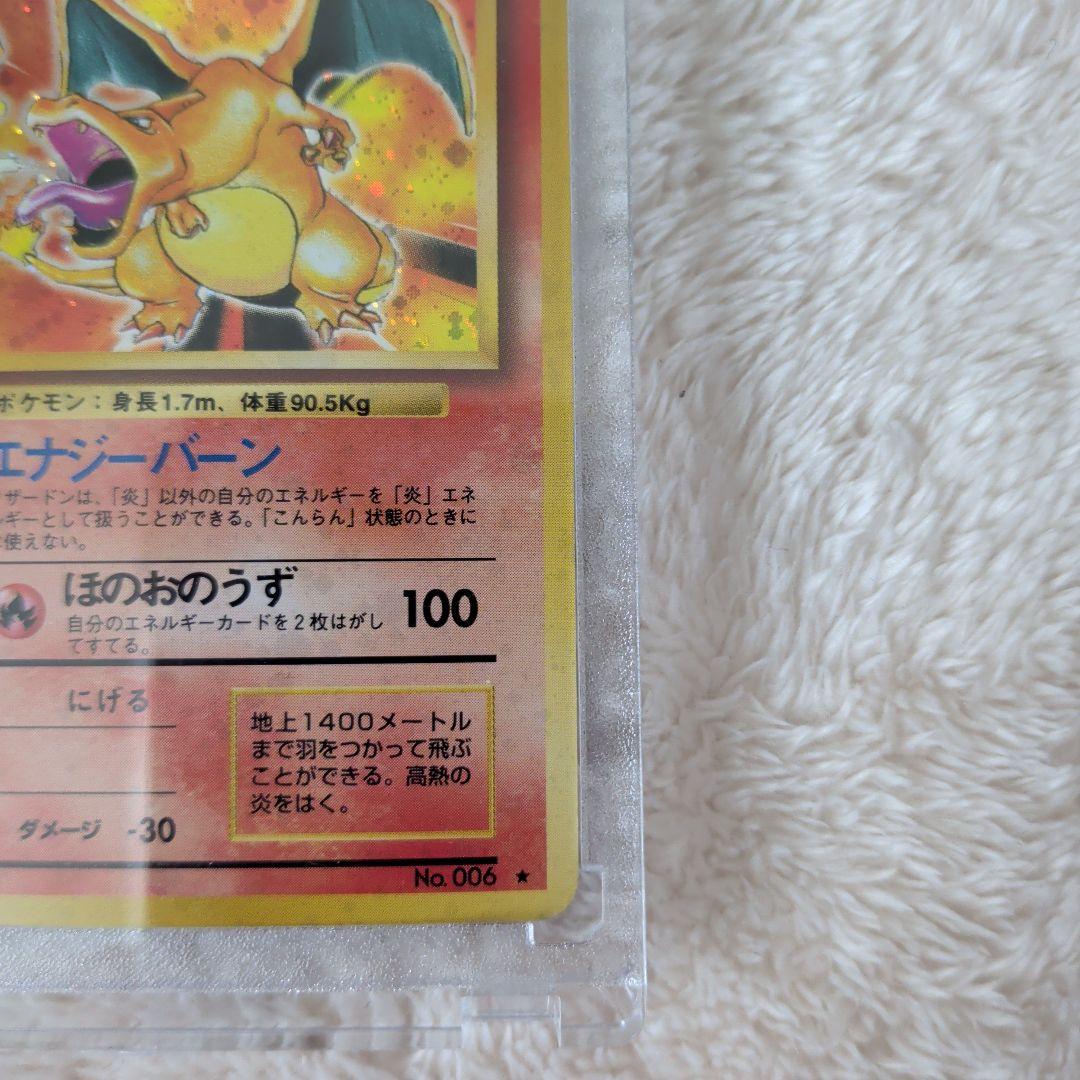 ポケモン：身長1.7m、体重90.5Kg
エナジーバーン
ザードンは、「炎」以外の自分のエネルギーを「炎」エネ
ルギーとして扱うことができる。「こんらん」状態のときに
使えない。
ほのおのうず 100
自分のエネルギーカードを2枚はがし
てすてる。
にげる
地上1400メートル
まで羽をつかって飛ぶ
ことができる。高熱の
炎をはく。
ダメージ -30
No.006 ★